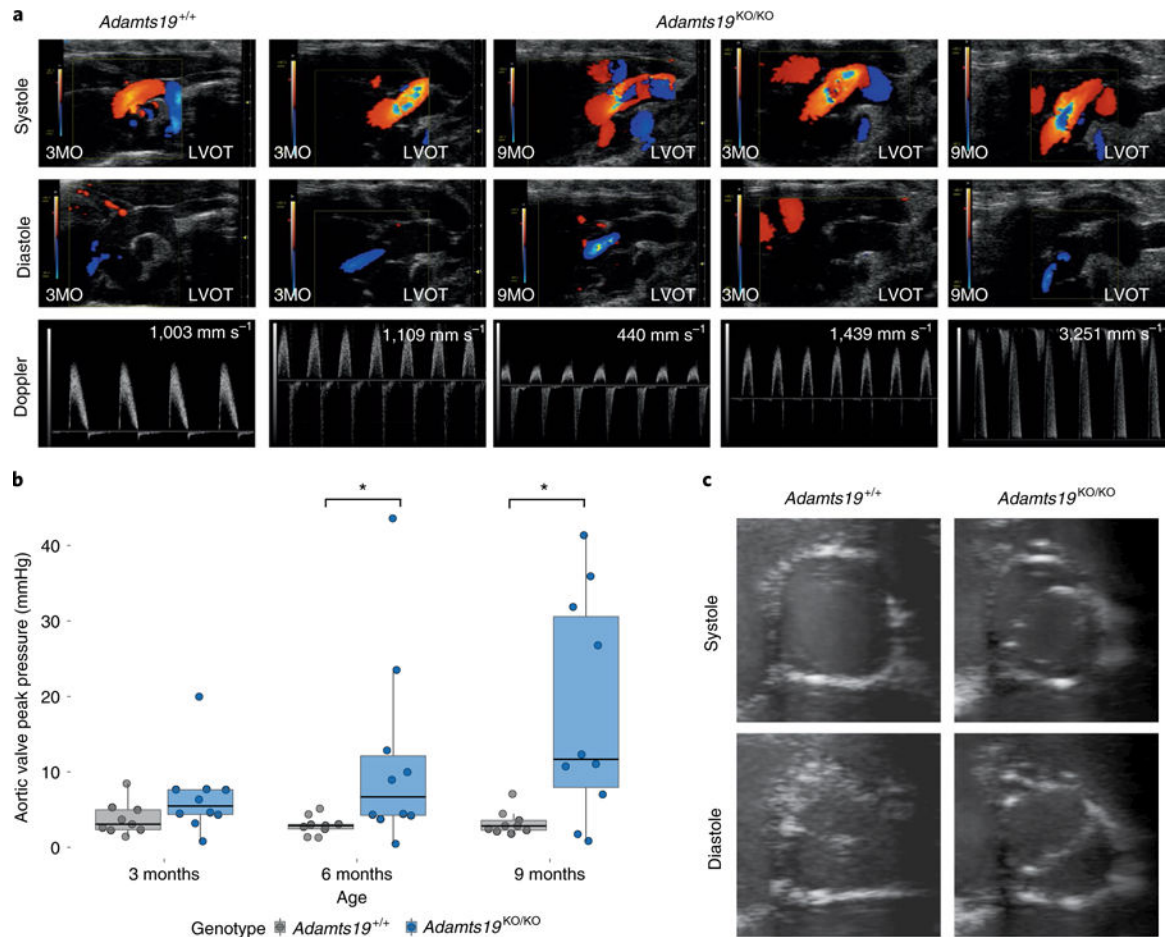 a
Adamts19+/+
Adamts19KO/KO
Systole
3MO LVOT
3MO LVOT
9MO LVOT
3MO LVOT
9MO LVOT
Diastole
3MO LVOT
3MO LVOT
9MO LVOT
3MO LVOT
9MO LVOT
Doppler
1,003 mm s−1
1,109 mm s−1
440 mm s−1
1,439 mm s−1
3,251 mm s−1
b
Aortic valve peak pressure (mmHg)
40
30
20
10
0
*
*
3 months
6 months
9 months
Age
Genotype Adamts19+/+ Adamts19KO/KO
c
Adamts19+/+
Adamts19KO/KO
Systole
Diastole